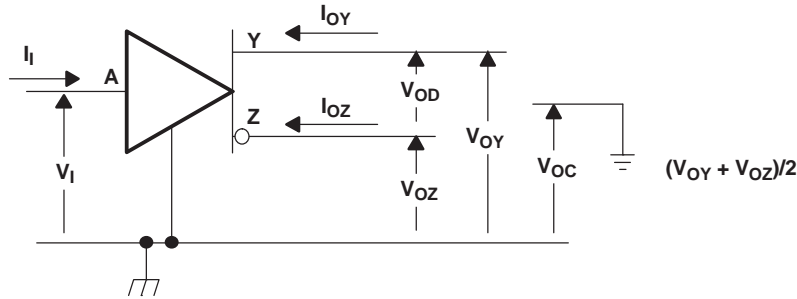 I_OY
I_I
A
Y
V_OD
I_OZ
Z
V_OY
V_I
V_OZ
V_OC
(V_OY + V_OZ)/2